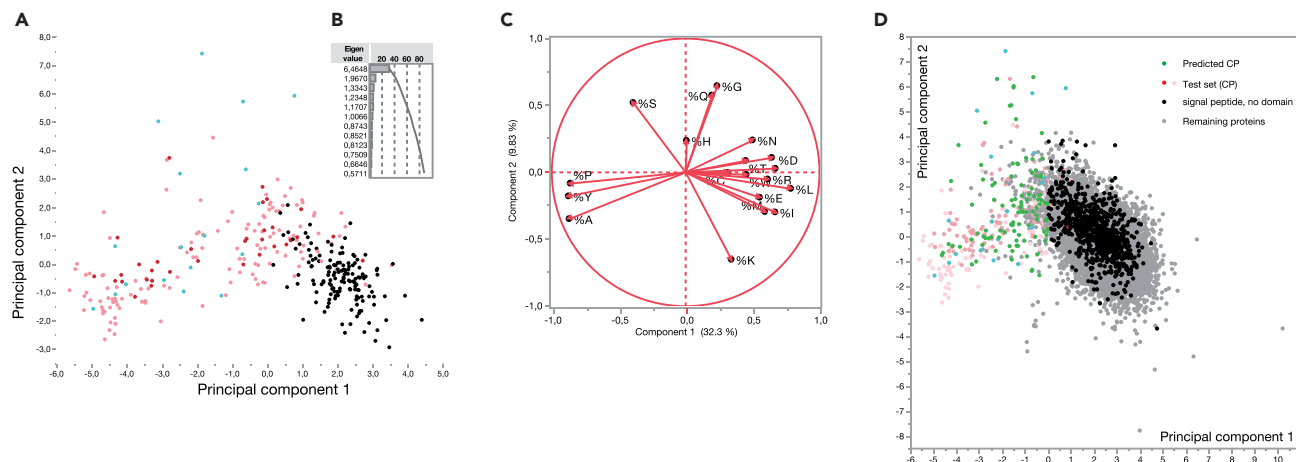 A
B
C
D
8,0
7,0
6,0
5,0
4,0
3,0
2,0
1,0
0,0
-1,0
-2,0
-3,0
-6,0 -5,0 -4,0 -3,0 -2,0 -1,0 0,0 1,0 2,0 3,0 4,0 5,0
Principal component 2
Principal component 1
Eigen value 20 40 60 80
6,4648
1,9670
1,3343
1,2348
1,1707
1,0066
0,8743
0,8521
0,8123
0,7509
0,6646
0,5711
1,0
0,5
0,0
-0,5
-1,0
-1,0 -0,5 0,0 0,5 1,0
Component 2 (9.83 %)
Component 1 (32.3 %)
%G
%Q
%S
%H
%N
%D
%T
%C
%W
%R
%L
%P
%Y
%A
%E
%M
%I
%K
Principal component 2
8
7
6
5
4
3
2
1
0
-1
-2
-3
-4
-5
-6
-7
-8
-6 -5 -4 -3 -2 -1 0 1 2 3 4 5 6 7 8 9 10
Predicted CP
Test set (CP)
signal peptide, no domain
Remaining proteins
Principal component 1